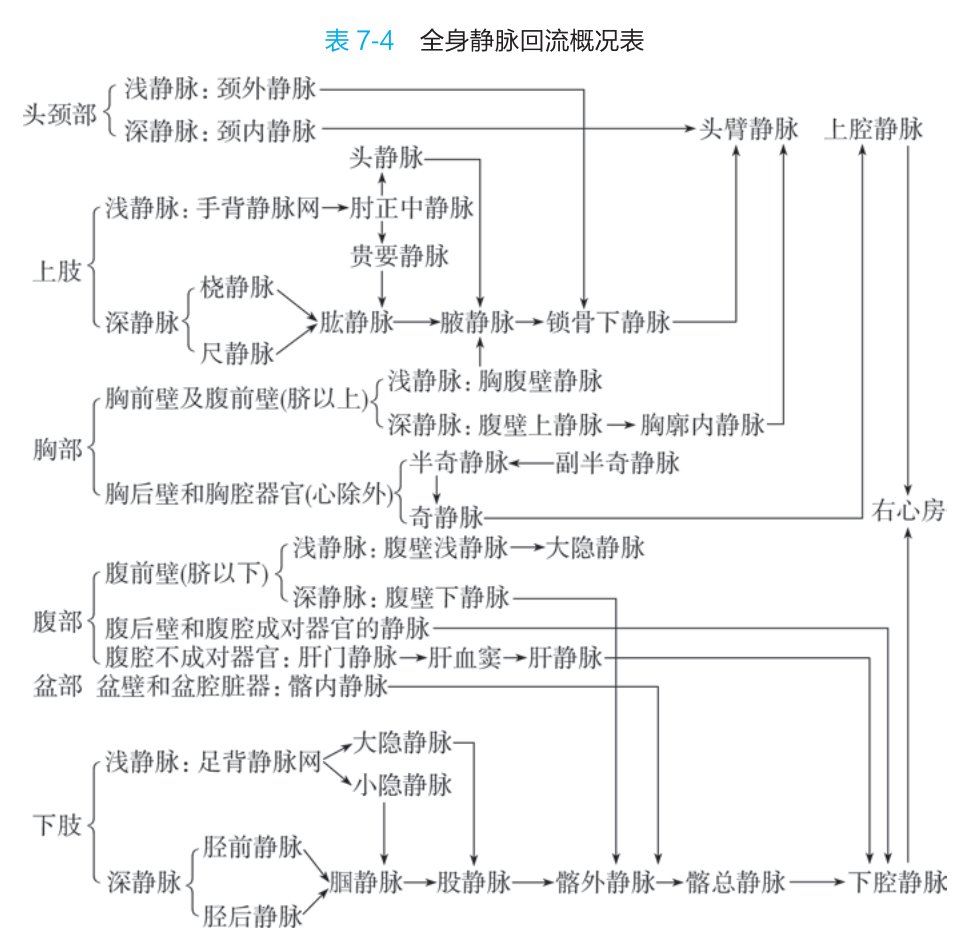 表 7-4 全身静脉回流概况表
浅静脉：颈外静脉
头颈部
深静脉：颈内静脉
头臂静脉 上腔静脉
头静脉
浅静脉：手背静脉网 肘正中静脉
贵要静脉
上肢
桡静脉
深静脉 肱静脉 腋静脉 锁骨下静脉
尺静脉
浅静脉：胸腹壁静脉
胸前壁及腹前壁(脐以上)
深静脉：腹壁上静脉 胸廓内静脉
胸部
半奇静脉 副半奇静脉
胸后壁和胸腔器官(心除外)
奇静脉
右心房
浅静脉：腹壁浅静脉 大隐静脉
腹前壁(脐以下)
深静脉：腹壁下静脉
腹部
腹后壁和腹腔成对器官的静脉
腹腔不成对器官：肝门静脉 肝血窦 肝静脉
盆部 盆壁和盆腔脏器：髂内静脉
大隐静脉
浅静脉：足背静脉网
小隐静脉
下肢
胫前静脉
深静脉 腘静脉 股静脉 髂外静脉 髂总静脉 下腔静脉
胫后静脉